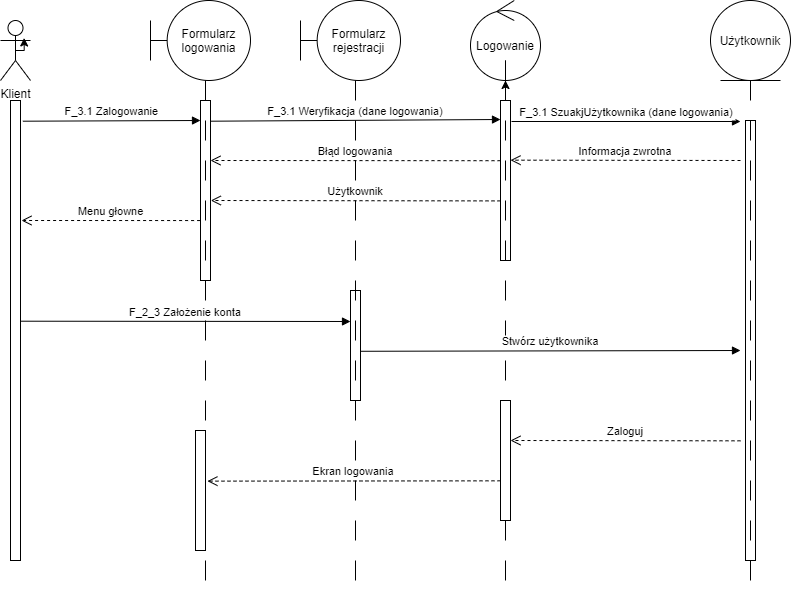 Formularz
logowania
Formularz
rejestracji
Logowanie
Użytkownik
Klient
F_3.1 Zalogowanie
F_3.1 Weryfikacja (dane logowania)
F_3.1 SzuakjUżytkownika (dane logowania)
Błąd logowania
Informacja zwrotna
Użytkownik
Menu głowne
F_2_3 Założenie konta
Stwórz użytkownika
Zaloguj
Ekran logowania